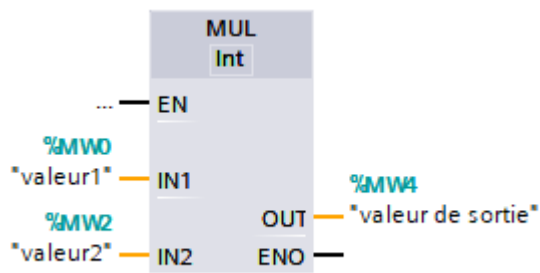 MUL
Int
... EN
%MW0
"valeur1" IN1
%MW4
%MW2
OUT "valeur de sortie"
"valeur2" IN2 ENO